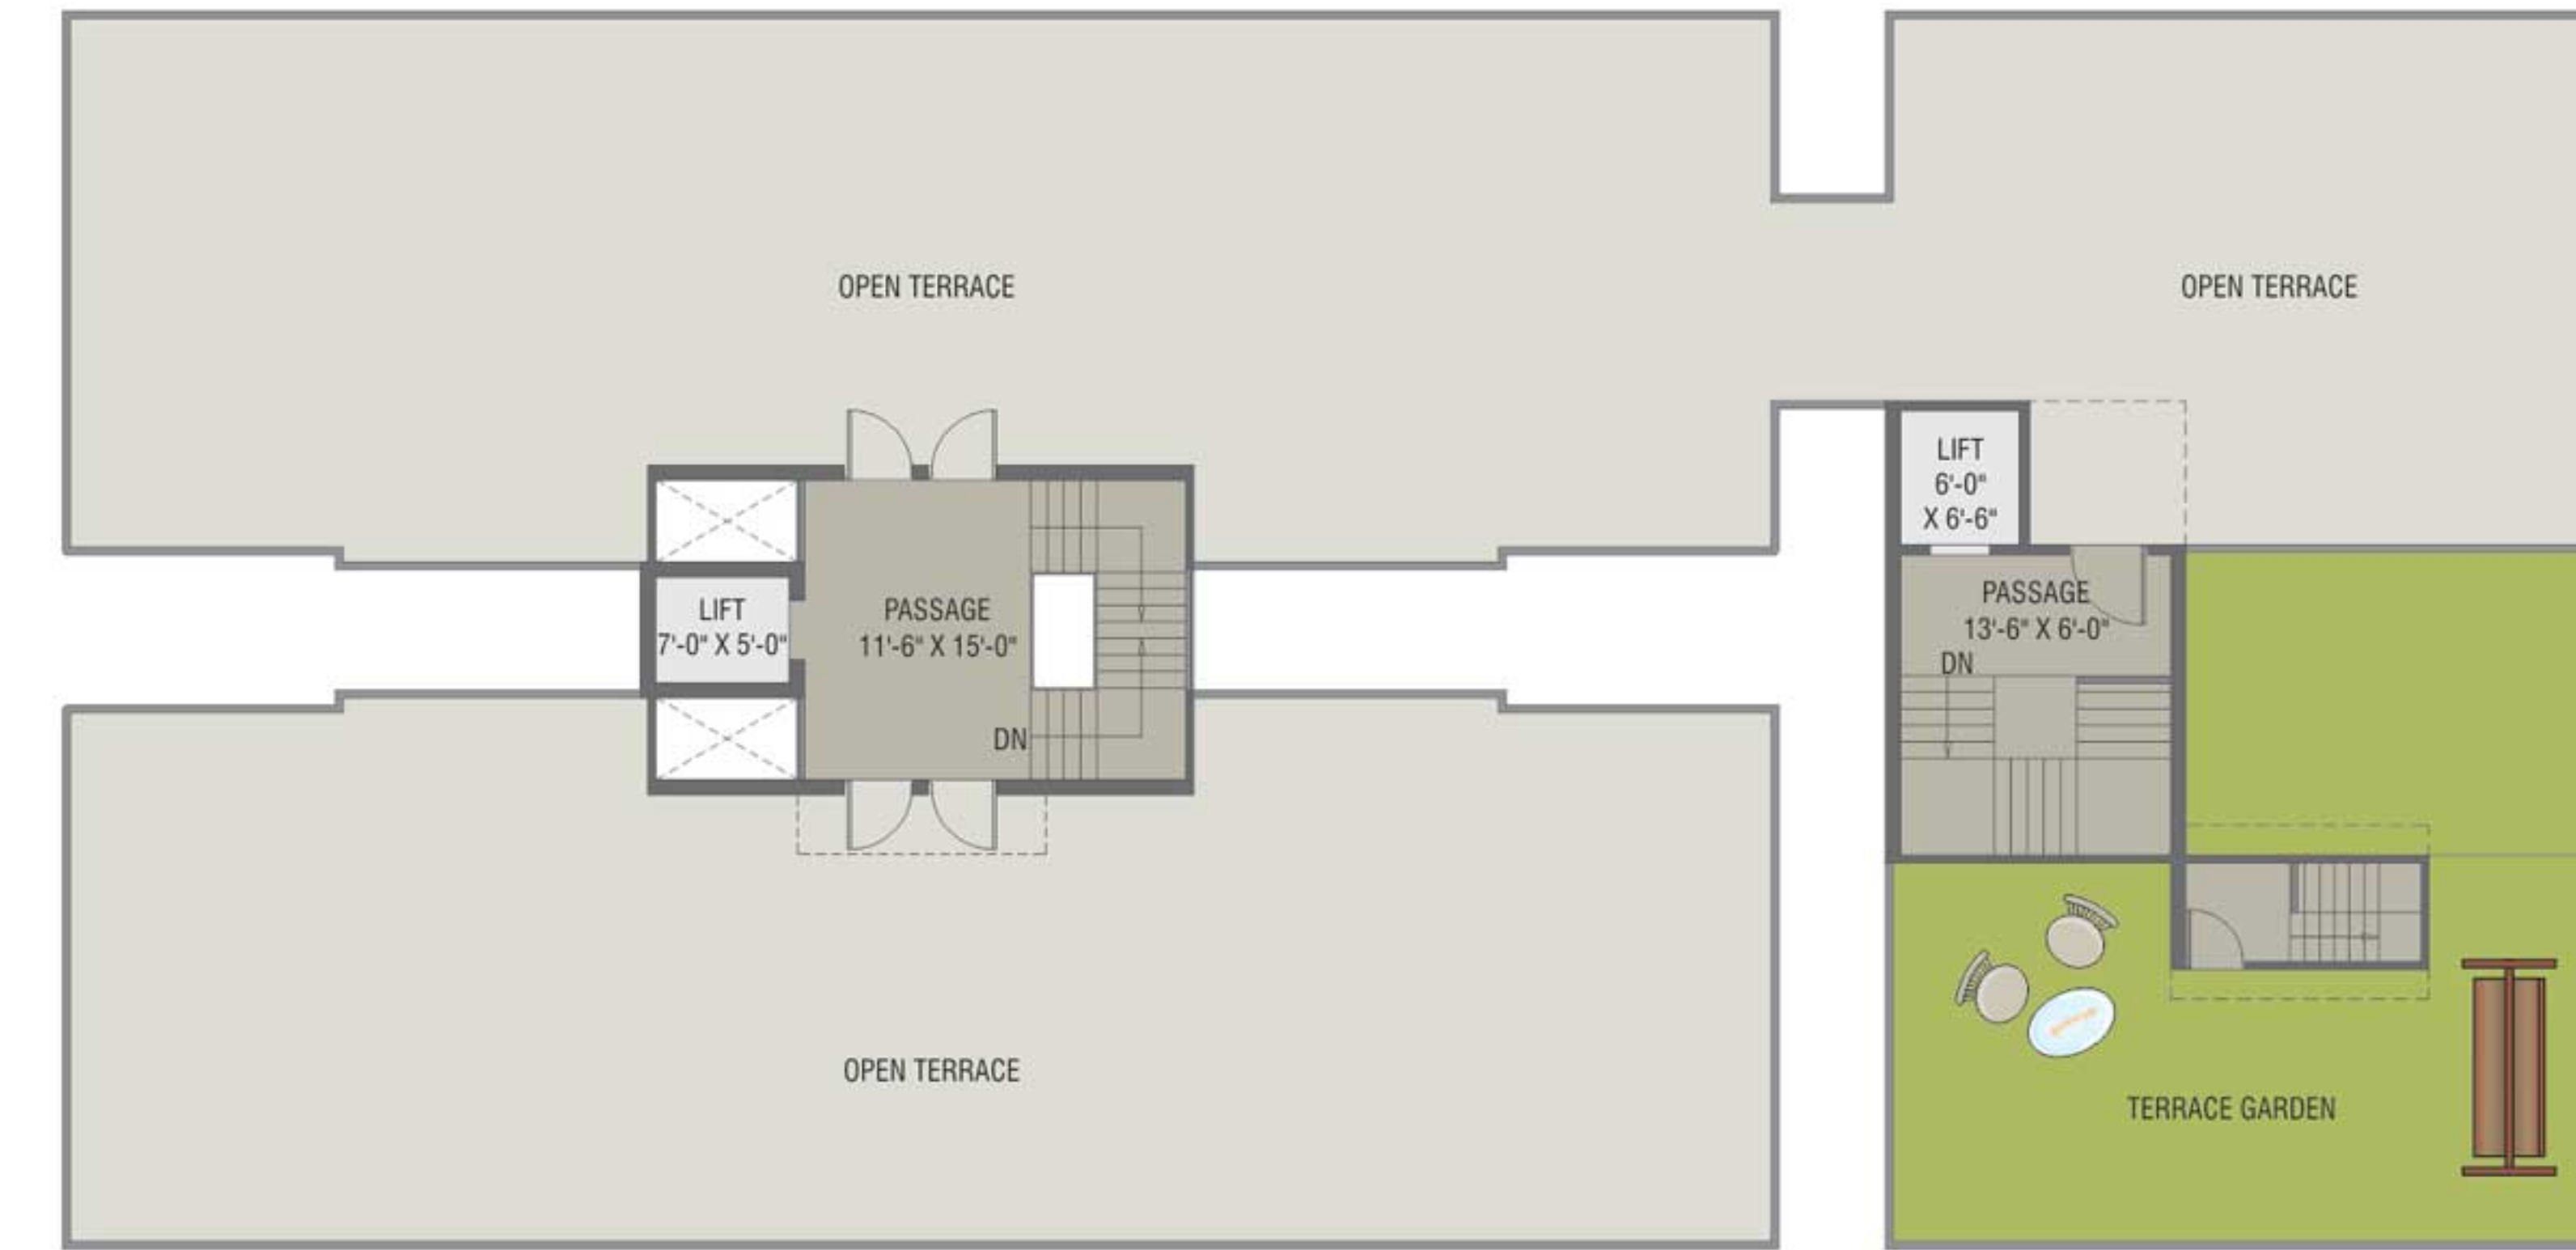 OPEN TERRACE
OPEN TERRACE
LIFT
6'-0"
X 6'-6"
LIFT
7'-0" X 5'-0"
PASSAGE
11'-6" X 15'-0"
DN
PASSAGE
13'-6" X 6'-0"
DN
OPEN TERRACE
TERRACE GARDEN